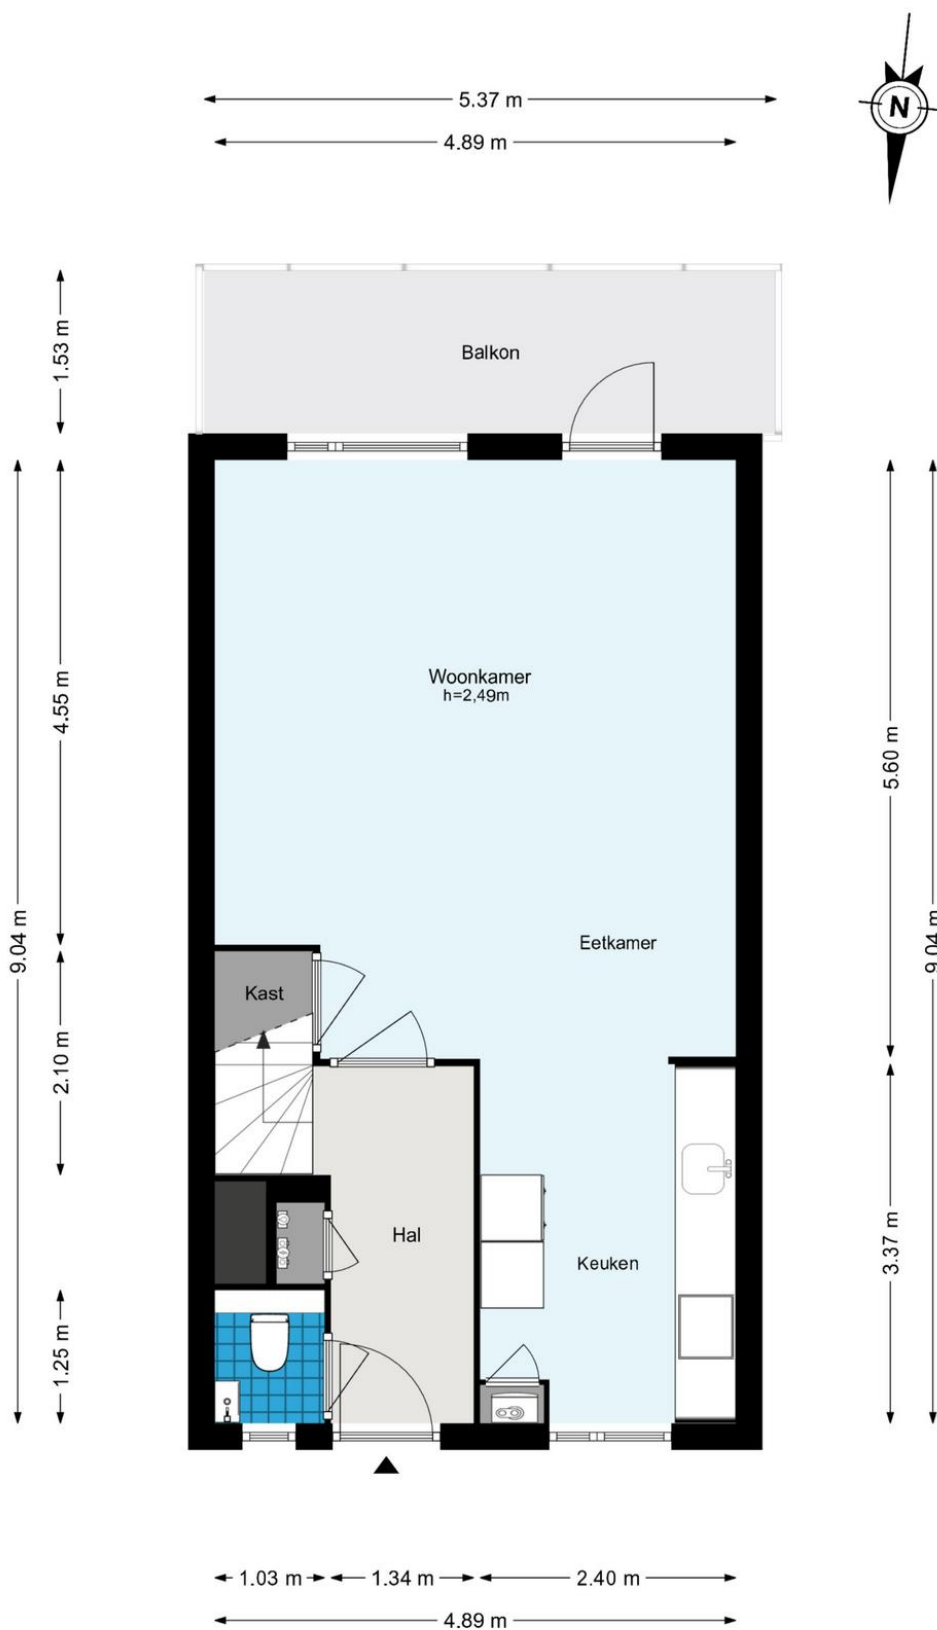 N
5.37 m
4.89 m
1.53 m
Balkon
4.55 m
Woonkamer
h=2,49m
5.60 m
9.04 m
Eetkamer
9.04 m
Kast
2.10 m
Hal
3.37 m
Keuken
1.25 m
1.03 m
1.34 m
2.40 m
4.89 m